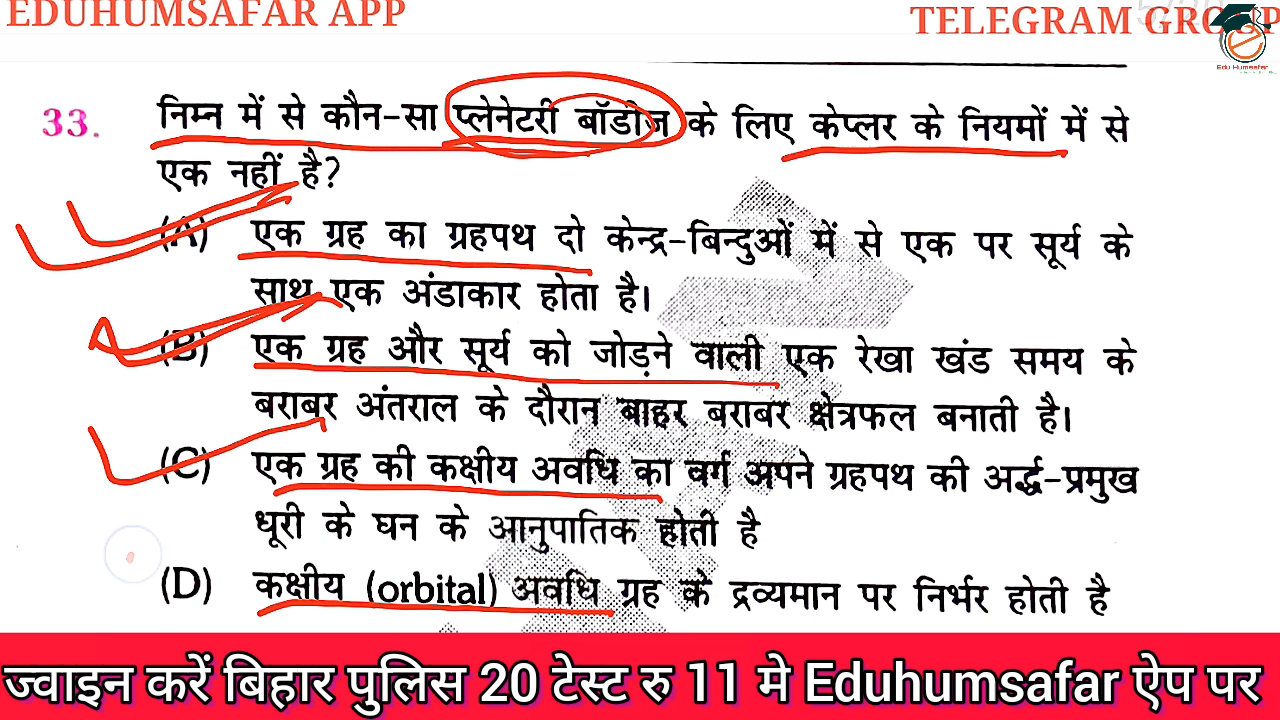 EDUHUMSAFAR APP
TELEGRAM GROUP
Edu Humsafar
33. निम्न में से कौन-सा प्लेनेटरी बॉडीज के लिए केप्लर के नियमों में से
एक नहीं है?
(A) एक ग्रह का ग्रहपथ दो केन्द्र-बिन्दुओं में से एक पर सूर्य के
साथ एक अंडाकार होता है।
(B) एक ग्रह और सूर्य को जोड़ने वाली एक रेखा खंड समय के
बराबर अंतराल के दौरान बाहर बराबर क्षेत्रफल बनाती है।
(C) एक ग्रह की कक्षीय अवधि का वर्ग अपने ग्रहपथ की अर्द्ध-प्रमुख
धूरी के घन के आनुपातिक होती है
(D) कक्षीय (orbital) अवधि ग्रह के द्रव्यमान पर निर्भर होती है
ज्वाइन करें बिहार पुलिस 20 टेस्ट रु 11 मे Eduhumsafar ऐप पर